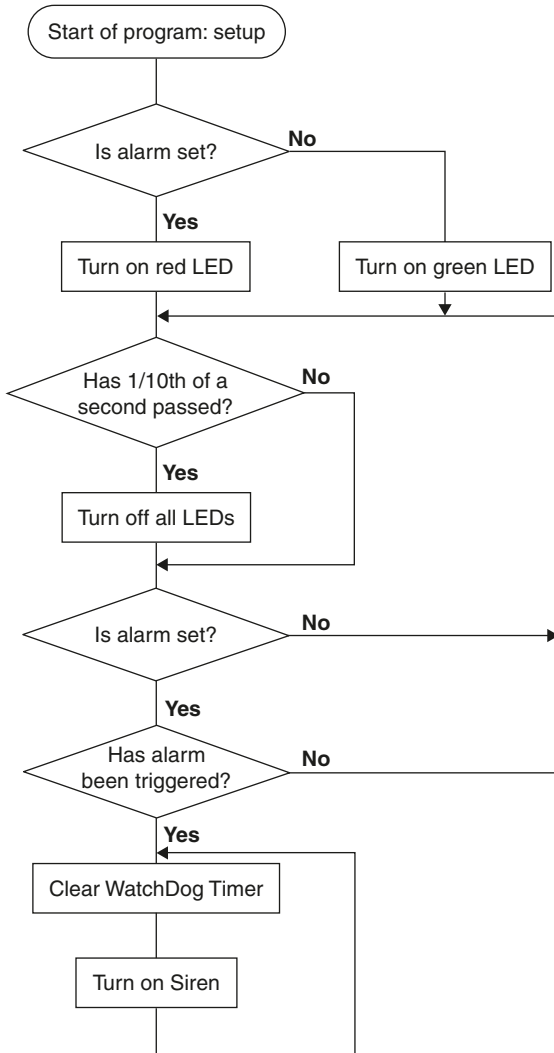 Start of program: setup
Is alarm set?
No
Yes
Turn on red LED
Turn on green LED
Has 1/10th of a
second passed?
No
Yes
Turn off all LEDs
Is alarm set?
No
Yes
Has alarm
been triggered?
No
Yes
Clear WatchDog Timer
Turn on Siren